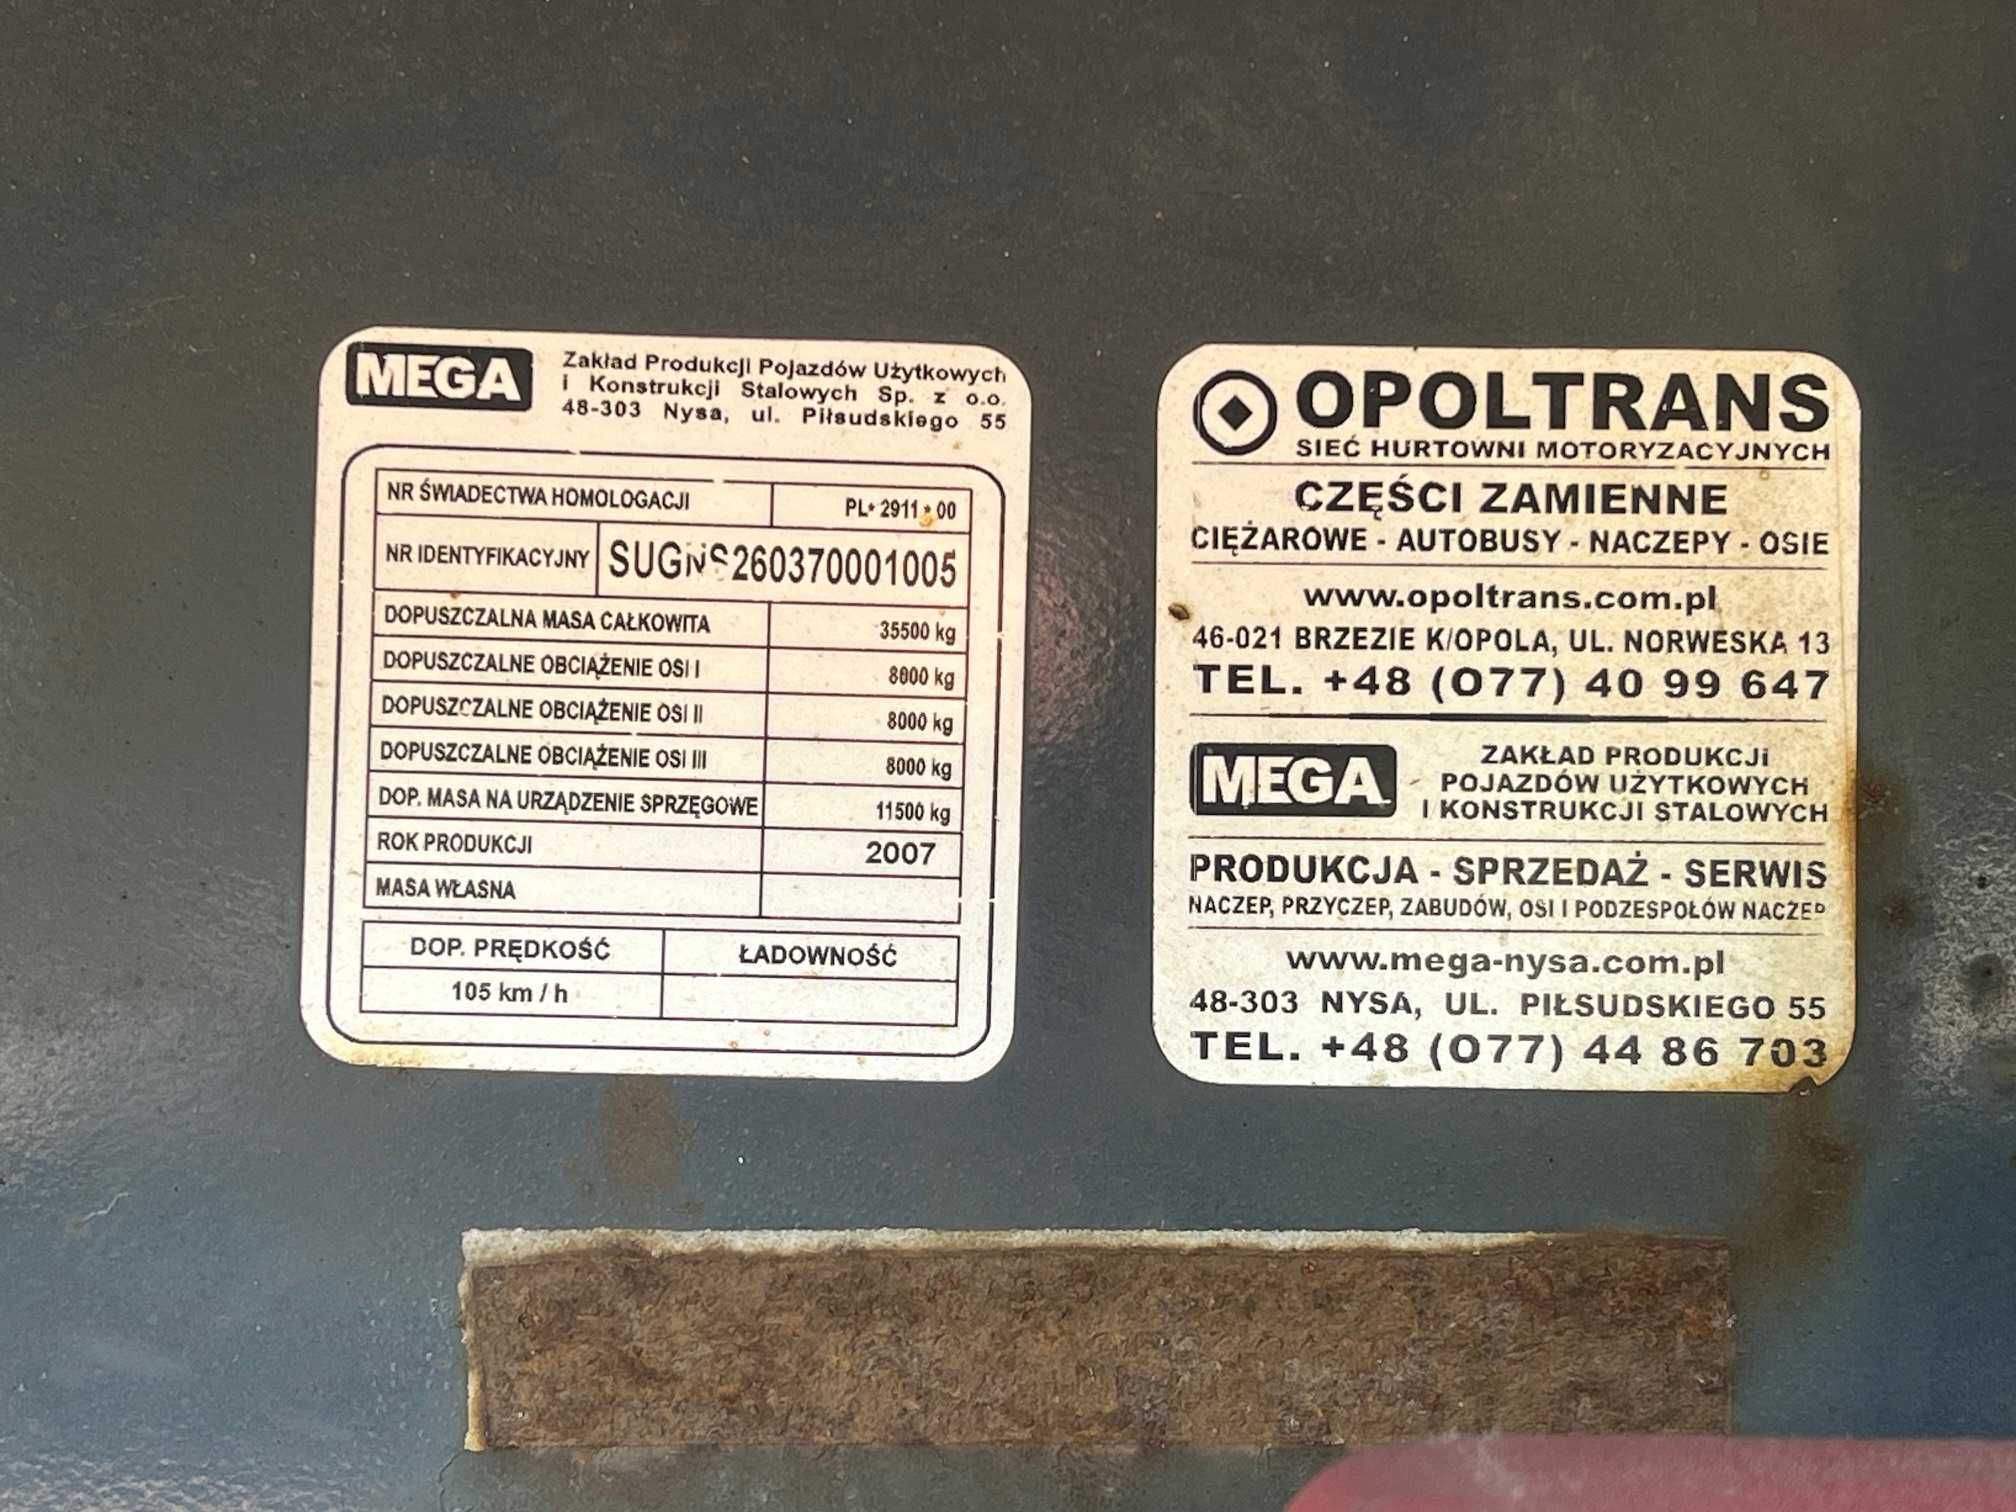 MEGA
Zakład Produkcji Pojazdów Użytkowych
i Konstrukcji Stalowych Sp. z o.o.
48-303 Nysa, ul. Piłsudskiego 55
NR ŚWIADECTWA HOMOLOGACJI PL* 2911 * 00
NR IDENTYFIKACYJNY SUGNS260370001005
DOPUSZCZALNA MASA CAŁKOWITA 35500 kg
DOPUSZCZALNE OBCIĄŻENIE OSI I 8000 kg
DOPUSZCZALNE OBCIĄŻENIE OSI II 8000 kg
DOPUSZCZALNE OBCIĄŻENIE OSI III 8000 kg
DOP. MASA NA URZĄDZENIE SPRZĘGOWE 11500 kg
ROK PRODUKCJI 2007
MASA WŁASNA
DOP. PRĘDKOŚĆ ŁADOWNOŚĆ
105 km / h
OPOLTRANS
SIEĆ HURTOWNI MOTORYZACYJNYCH
CZĘŚCI ZAMIENNE
CIĘŻAROWE - AUTOBUSY - NACZEPY - OSIE
www.opoltrans.com.pl
46-021 BRZEZIE K/OPOLA, UL. NORWESKA 13
TEL. +48 (077) 40 99 647
MEGA
ZAKŁAD PRODUKCJI
POJAZDÓW UŻYTKOWYCH
I KONSTRUKCJI STALOWYCH
PRODUKCJA - SPRZEDAŻ - SERWIS
NACZEP, PRZYCZEP, ZABUDÓW, OSI I PODZESPOŁÓW NACZEP
www.mega-nysa.com.pl
48-303 NYSA, UL. PIŁSUDSKIEGO 55
TEL. +48 (077) 44 86 703